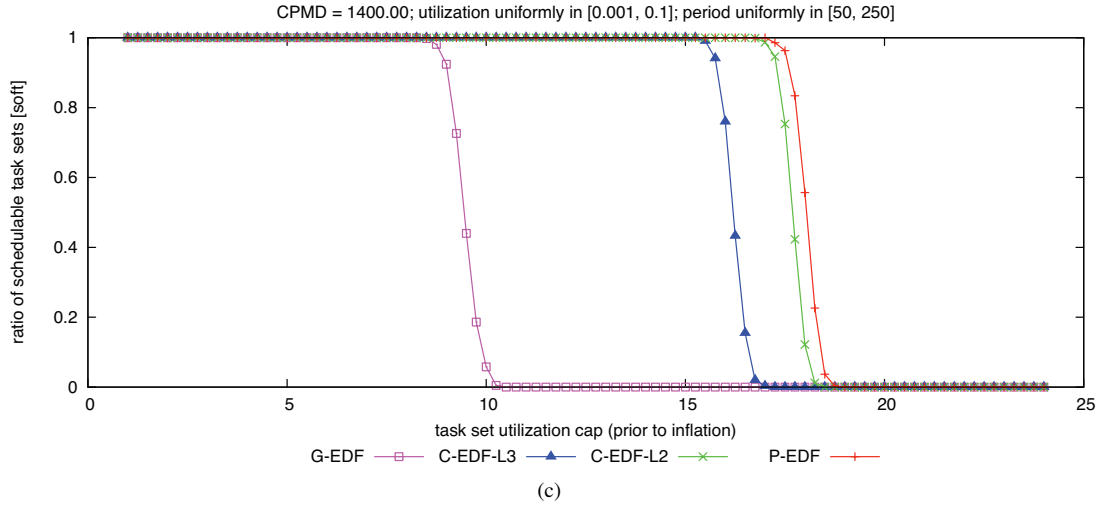 CPMD = 1400.00; utilization uniformly in [0.001, 0.1]; period uniformly in [50, 250]
ratio of schedulable task sets [soft]
1
0.8
0.6
0.4
0.2
0
0 5 10 15 20 25
task set utilization cap (prior to inflation)
G-EDF C-EDF-L3 C-EDF-L2 P-EDF
(c)